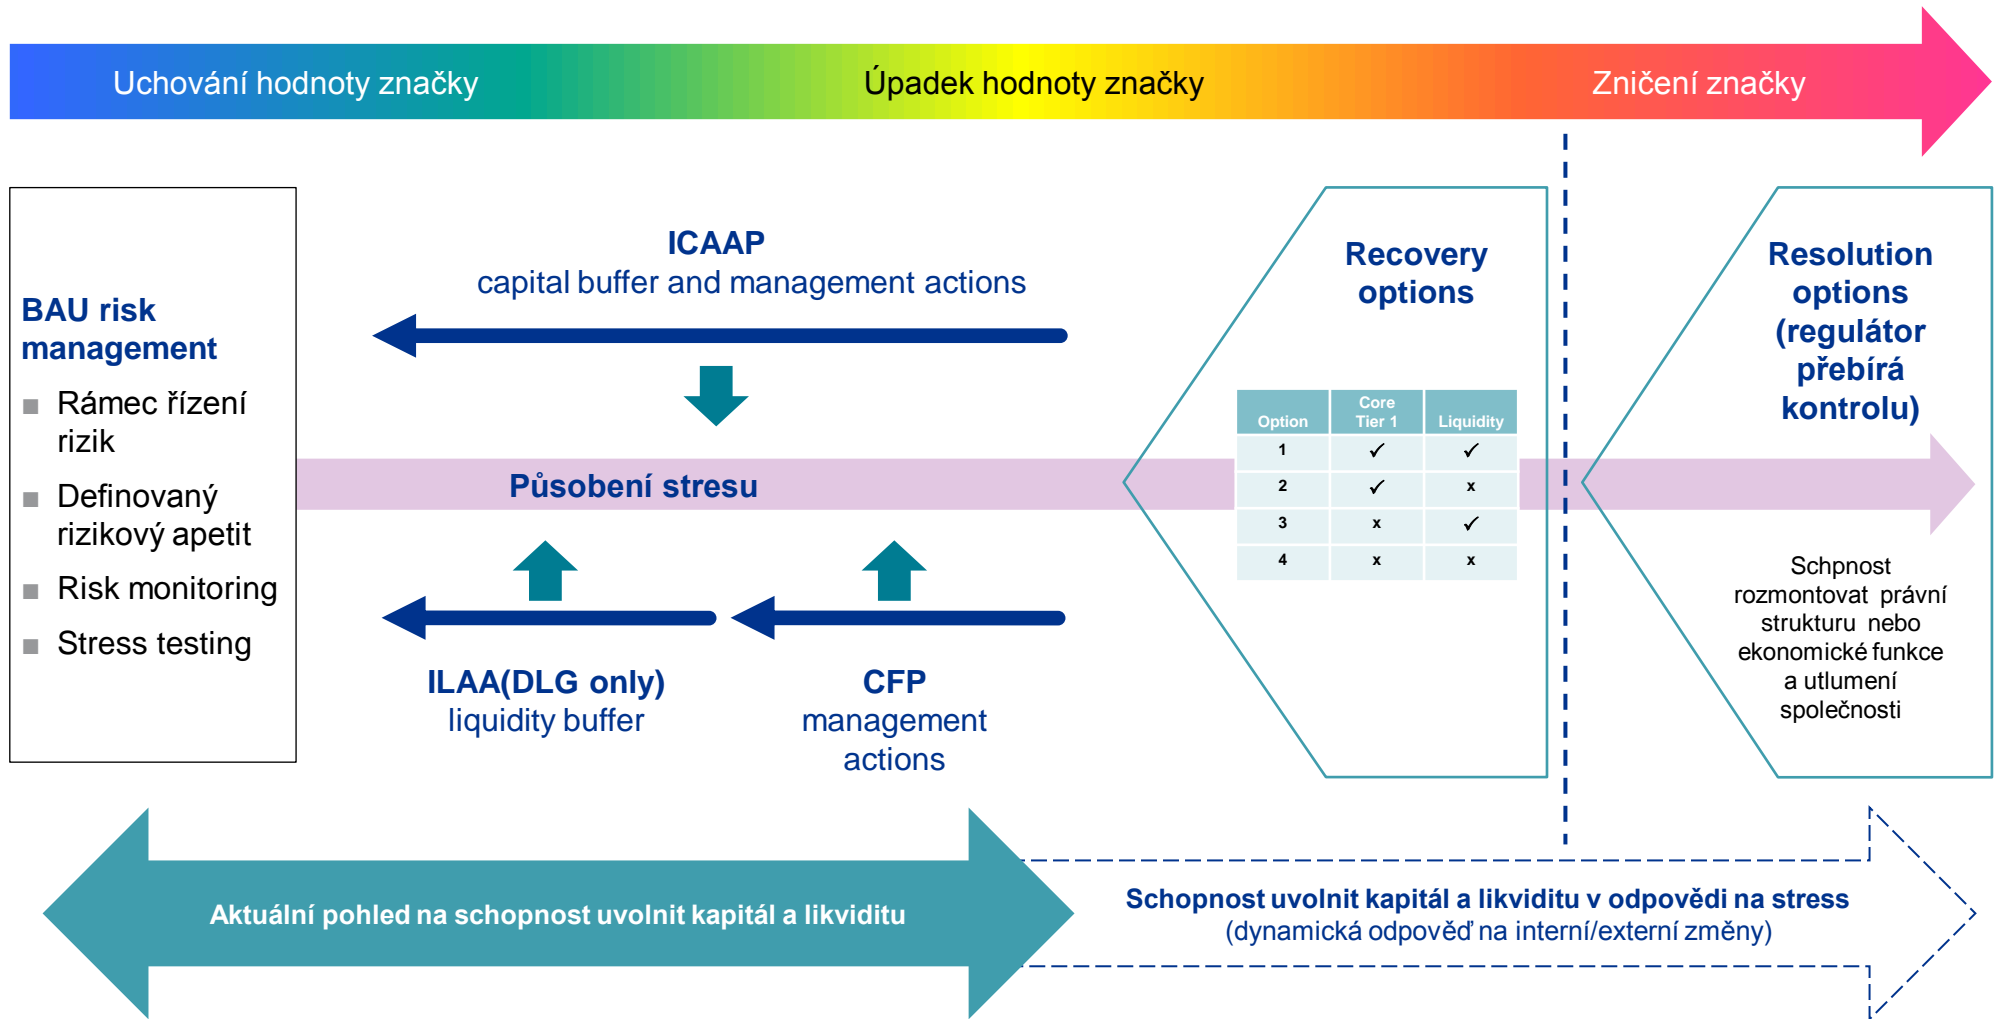 Uchování hodnoty značky
Úpadek hodnoty značky
Zničení značky
BAU risk
management
■ Rámec řízení
rizik
■ Definovaný
rizikový apetit
■ Risk monitoring
■ Stress testing
ICAAP
capital buffer and management actions
Působení stresu
ILAA(DLG only)
liquidity buffer
CFP
management
actions
Recovery
options
Option Core Tier 1 Liquidity
1 ✓ ✓
2 ✓ x
3 x ✓
4 x x
Resolution
options
(regulátor
přebírá
kontrolu)
Schpnost
rozmontovat právní
strukturu nebo
ekonomické funkce
a utlumení
společnosti
Aktuální pohled na schopnost uvolnit kapitál a likviditu
Schopnost uvolnit kapitál a likviditu v odpovědi na stress
(dynamická odpověď na interní/externí změny)